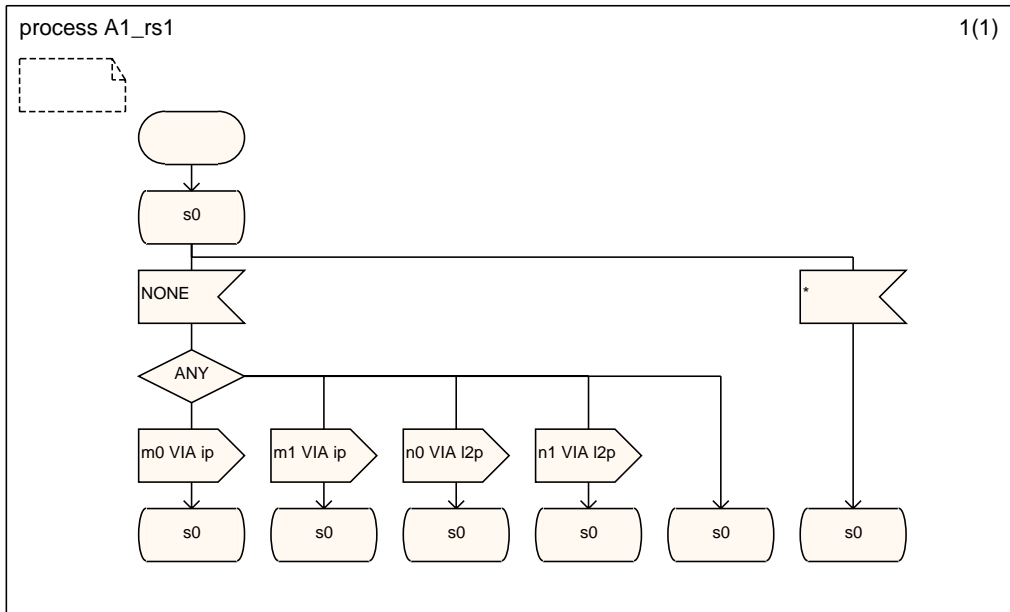 process A1_rs1
1(1)
s0
NONE
*
ANY
m0 VIA ip
m1 VIA ip
n0 VIA l2p
n1 VIA l2p
s0
s0
s0
s0
s0
s0